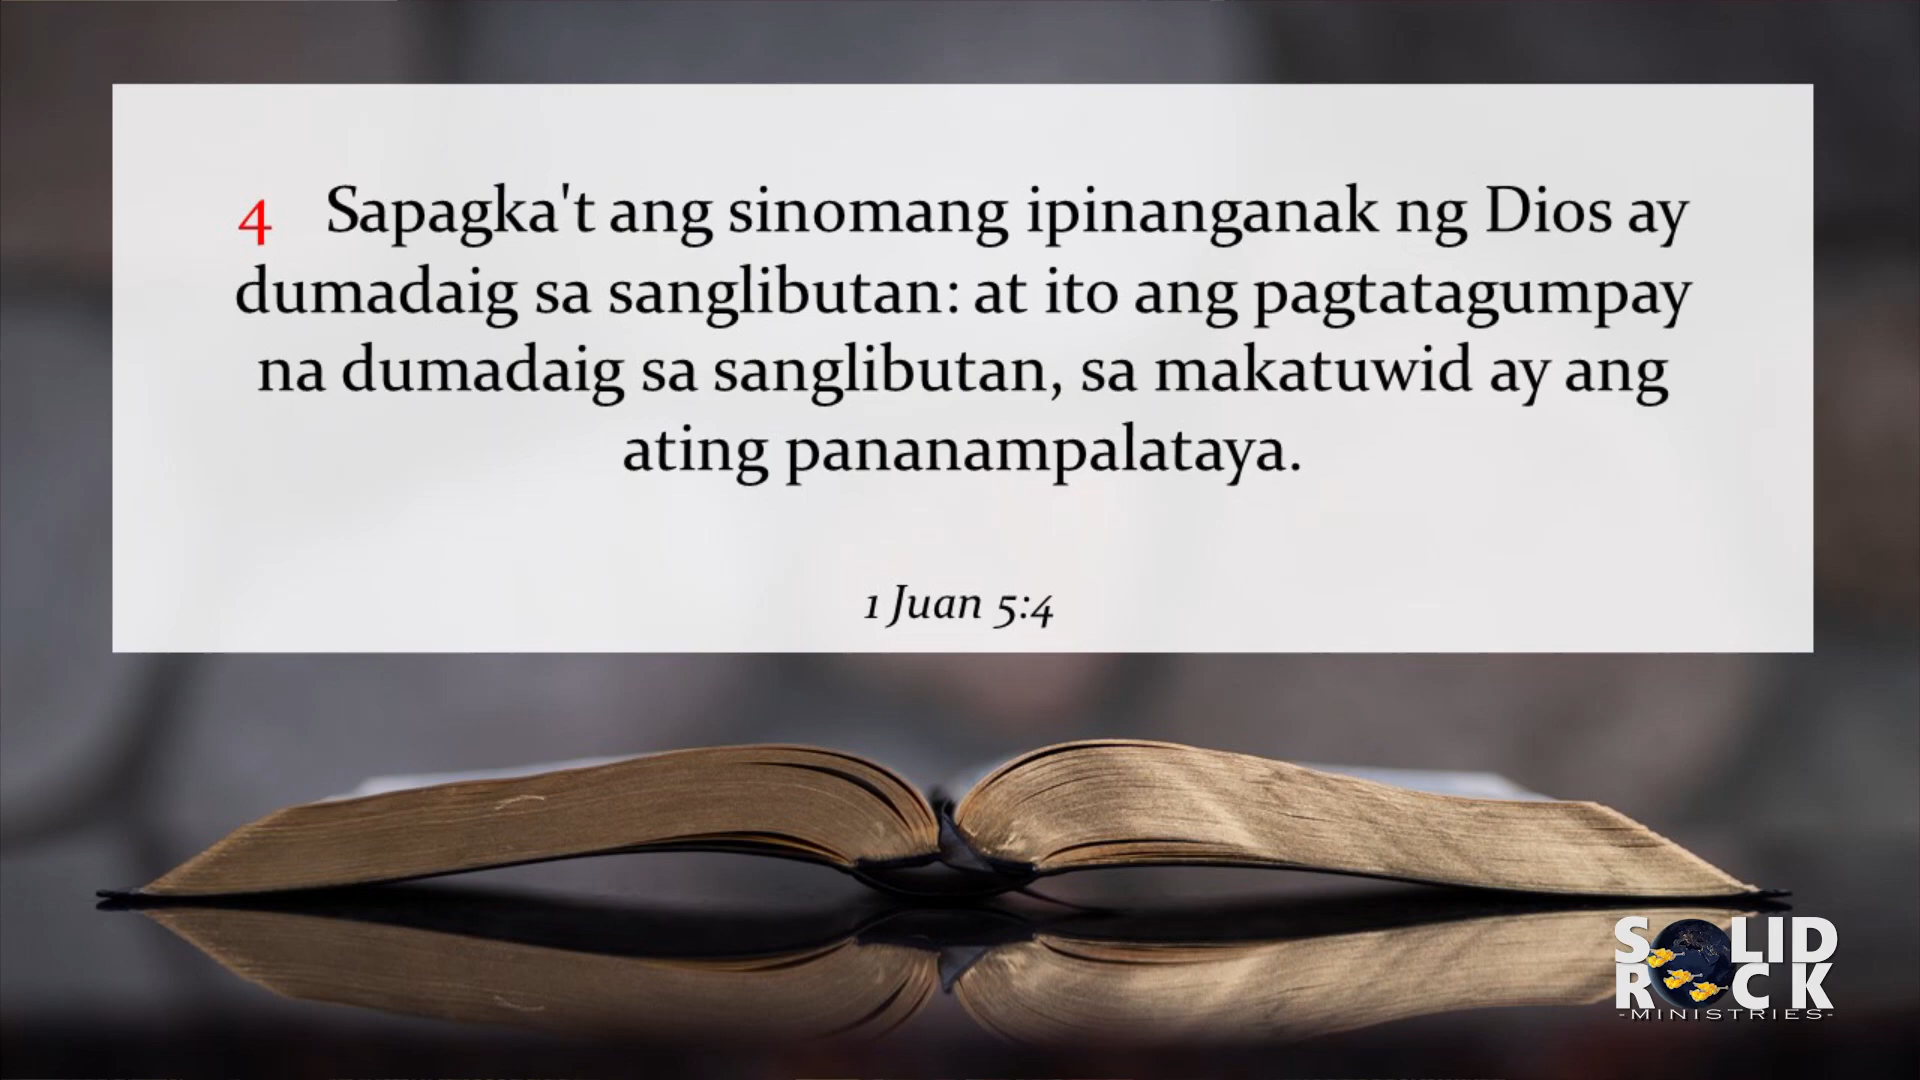 4 Sapagka't ang sinomang ipinanganak ng Dios ay
dumadaig sa sanglibutan: at ito ang pagtatagumpay
na dumadaig sa sanglibutan, sa makatuwid ay ang
ating pananampalataya.
1 Juan 5:4
SOLID
ROCK
-MINISTRIES-